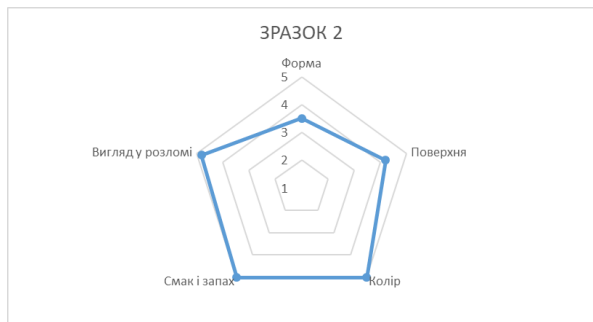 ЗРАЗОК 2
Форма
5
4
3
2
1
Поверхня
Колір
Смак і запах
Вигляд у розломі